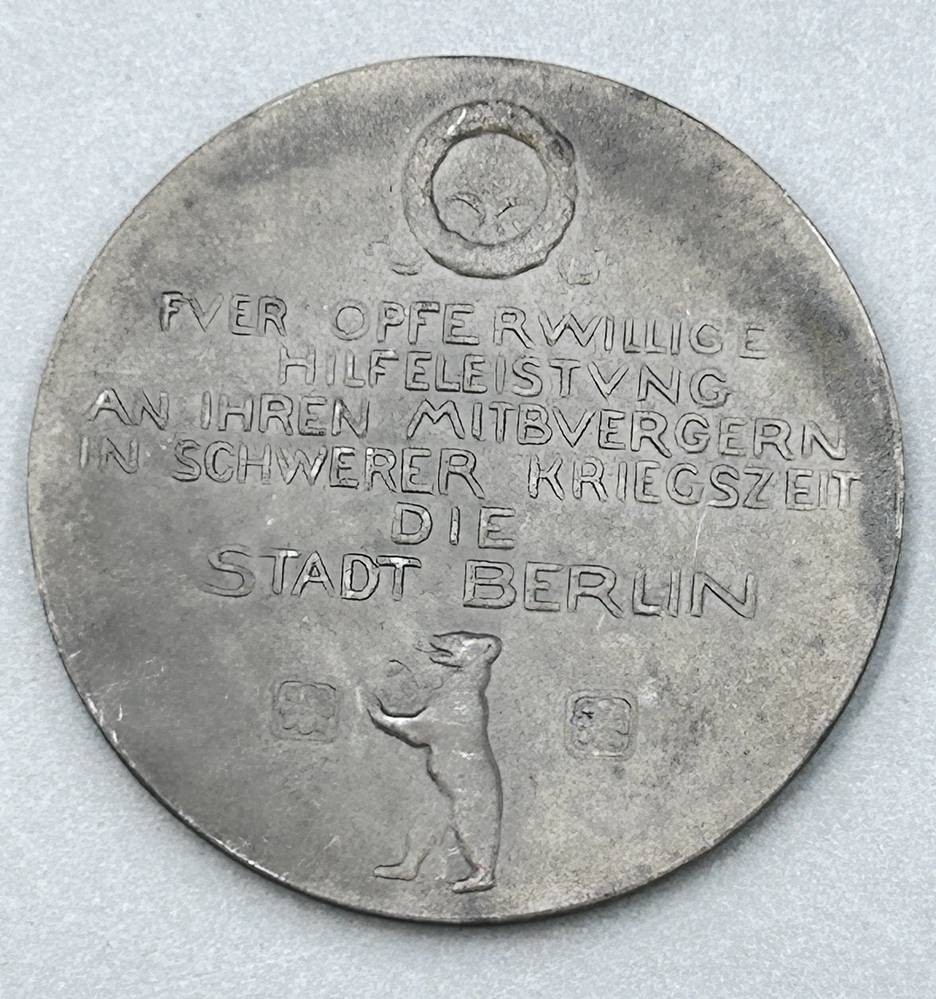 FVER OPFERWILLIGE
HILFELEISTVNG
AN IHREN MITBVERGERN
IN SCHWERER KRIEGSZEIT
DIE
STADT BERLIN